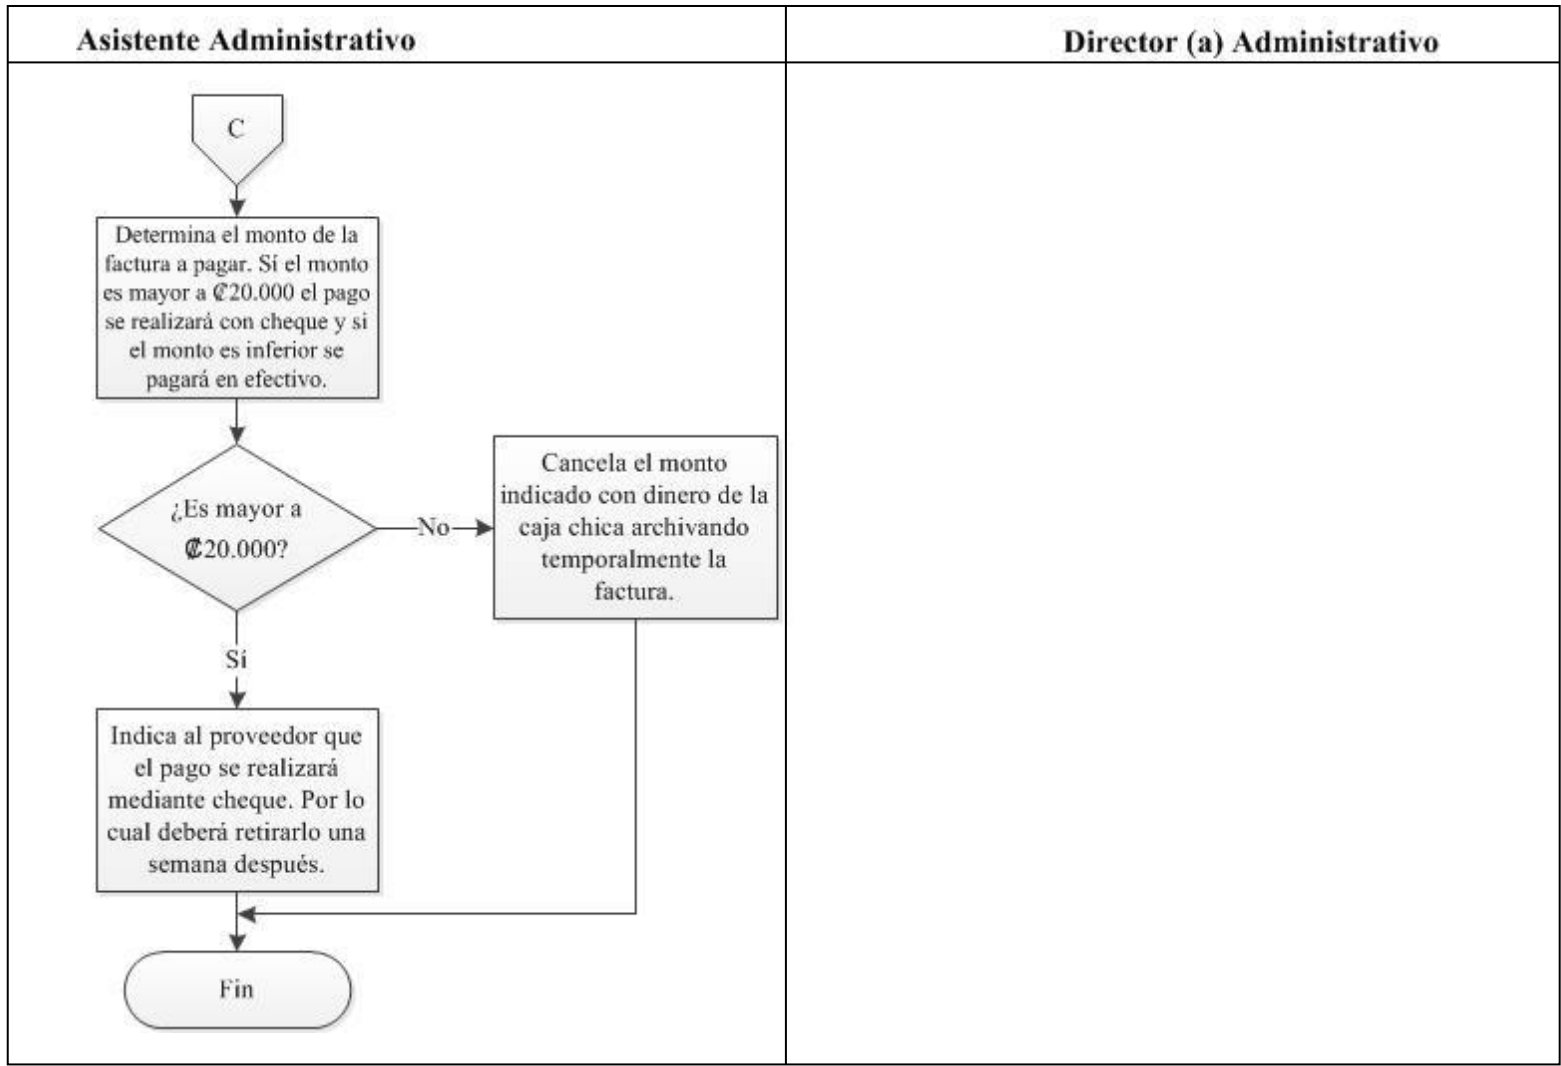 Asistente Administrativo
Director (a) Administrativo
C
Determina el monto de la
factura a pagar. Sí el monto
es mayor a ₡20.000 el pago
se realizará con cheque y si
el monto es inferior se
pagará en efectivo.
¿Es mayor a
₡20.000?
No
Cancela el monto
indicado con dinero de la
caja chica archivando
temporalmente la
factura.
Sí
Indica al proveedor que
el pago se realizará
mediante cheque. Por lo
cual deberá retirarlo una
semana después.
Fin